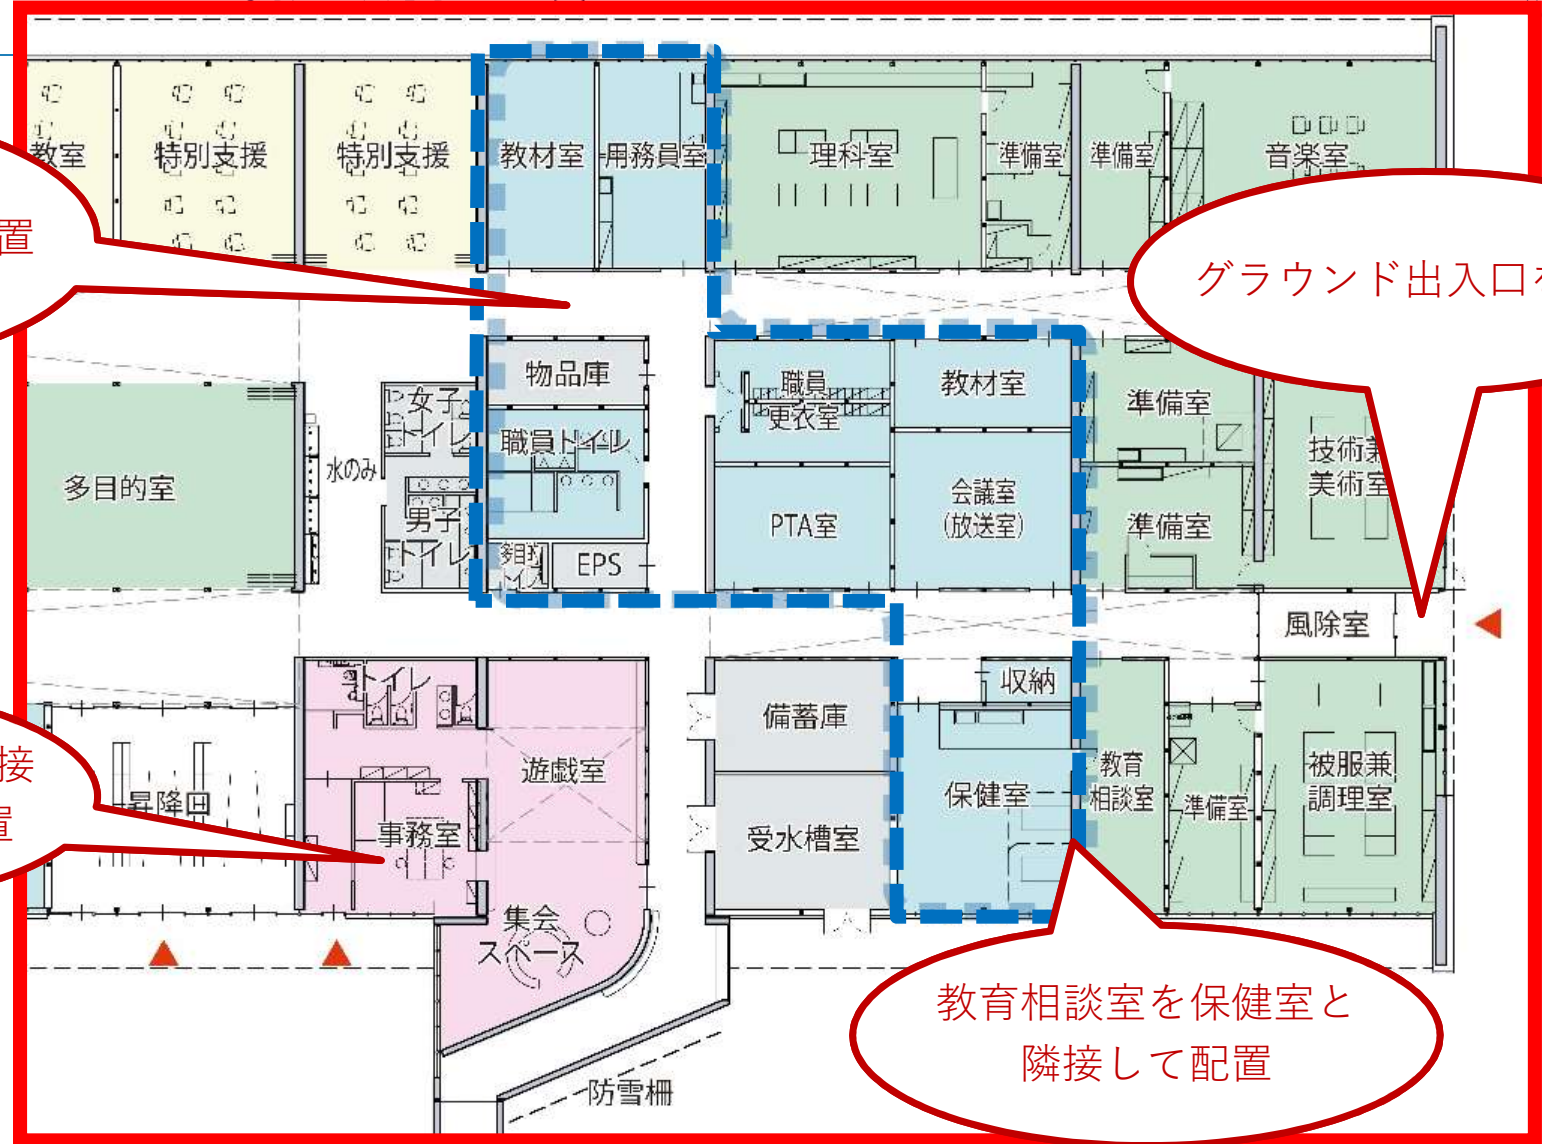 教室
特別支援
特別支援
教材室
用務員室
理科室
準備室
準備室
音楽室
置
グラウンド出入口
物品庫
職員
更衣室
教材室
女子
トイレ
職員トイレ
準備室
技術兼
美術室
多目的室
水のみ
男子
トイレ
PTA室
会議室
(放送室)
準備室
多目的
トイレ
EPS
風除室
トイレ
収納
接
置
昇降口
遊戯室
備蓄庫
事務室
保健室
教育
相談室
準備室
被服兼
調理室
受水槽室
集会
スペース
教育相談室を保健室と
隣接して配置
防雪柵